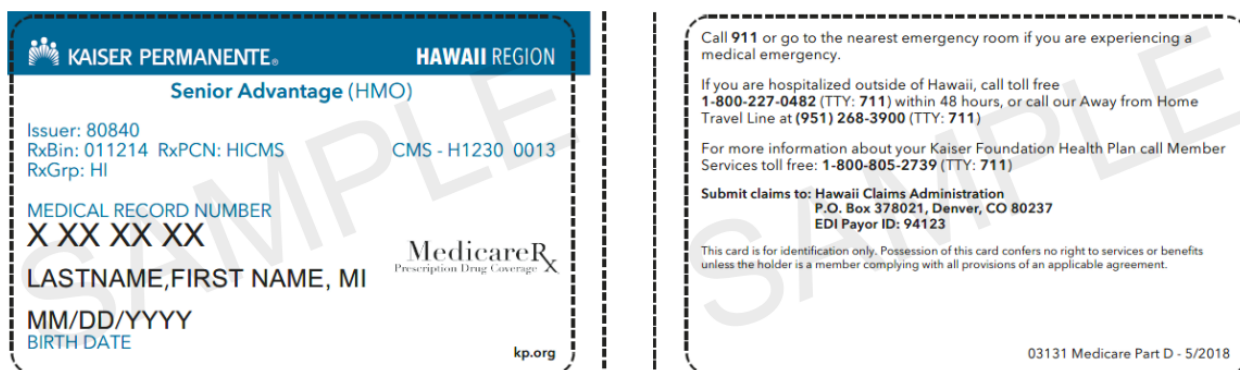 KAISER PERMANENTE®
HAWAII REGION
Senior Advantage (HMO)
Issuer: 80840
RxBin: 011214 RxPCN: HICMS CMS - H1230 0013
RxGrp: HI
MEDICAL RECORD NUMBER
X XX XX XX
LASTNAME,FIRST NAME, MI
MM/DD/YYYY
BIRTH DATE
MedicareRx
Prescription Drug Coverage X
kp.org
SAMPLE
Call 911 or go to the nearest emergency room if you are experiencing a
medical emergency.
If you are hospitalized outside of Hawaii, call toll free
1-800-227-0482 (TTY: 711) within 48 hours, or call our Away from Home
Travel Line at (951) 268-3900 (TTY: 711)
For more information about your Kaiser Foundation Health Plan call Member
Services toll free: 1-800-805-2739 (TTY: 711)
Submit claims to: Hawaii Claims Administration
P.O. Box 378021, Denver, CO 80237
EDI Payor ID: 94123
This card is for identification only. Possession of this card confers no right to services or benefits
unless the holder is a member complying with all provisions of an applicable agreement.
03131 Medicare Part D - 5/2018
SAMPLE